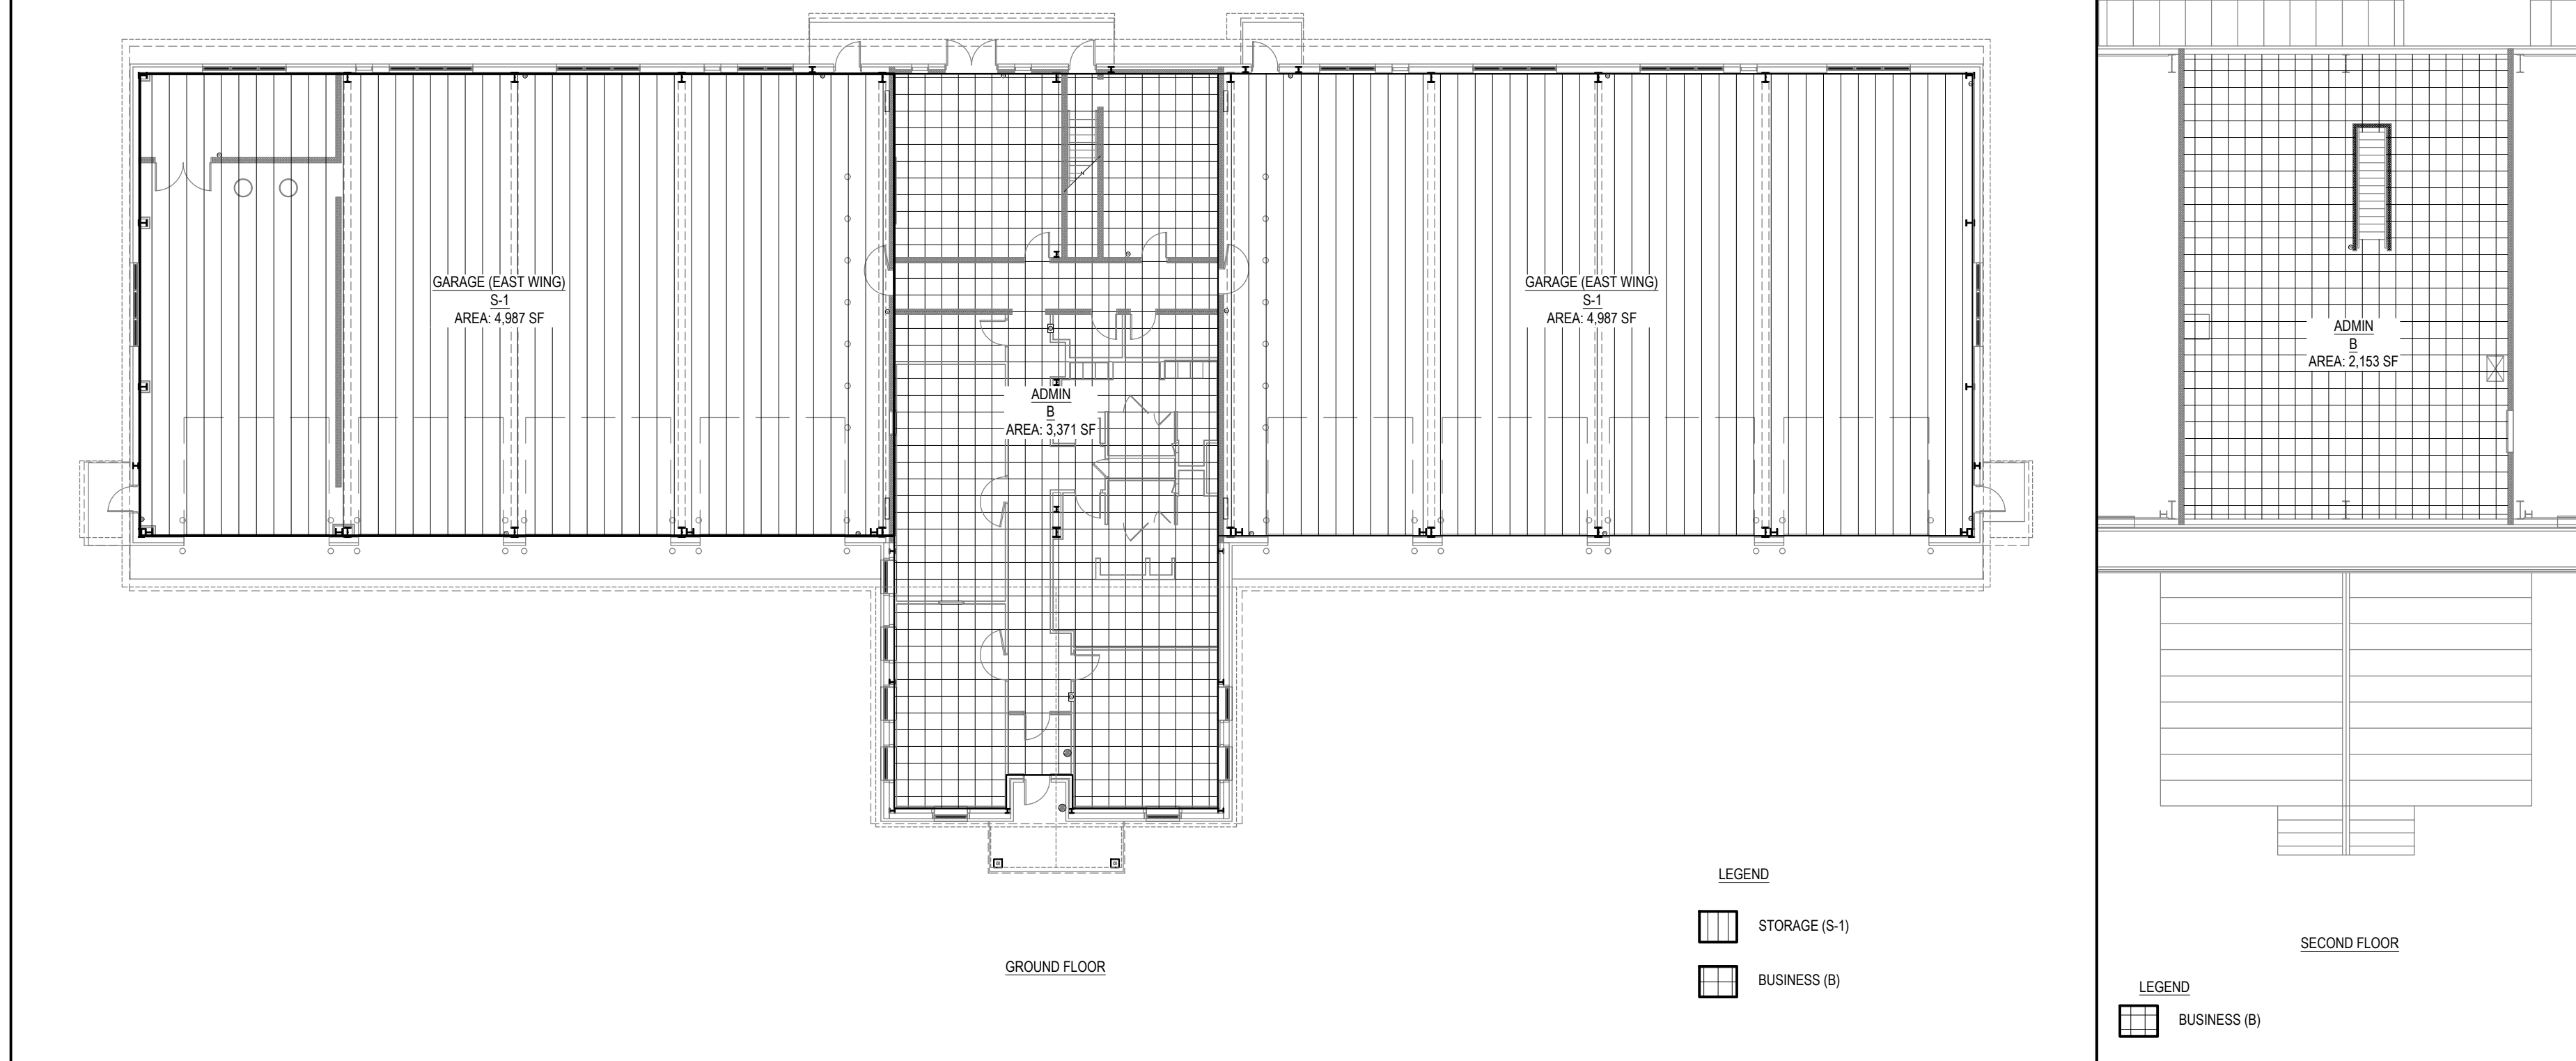 GARAGE (EAST WING)
S-1
AREA: 4,987 SF
ADMIN
B
AREA: 3,371 SF
GARAGE (EAST WING)
S-1
AREA: 4,987 SF
GROUND FLOOR
LEGEND
STORAGE (S-1)
BUSINESS (B)
ADMIN
B
AREA: 2,153 SF
SECOND FLOOR
LEGEND
BUSINESS (B)